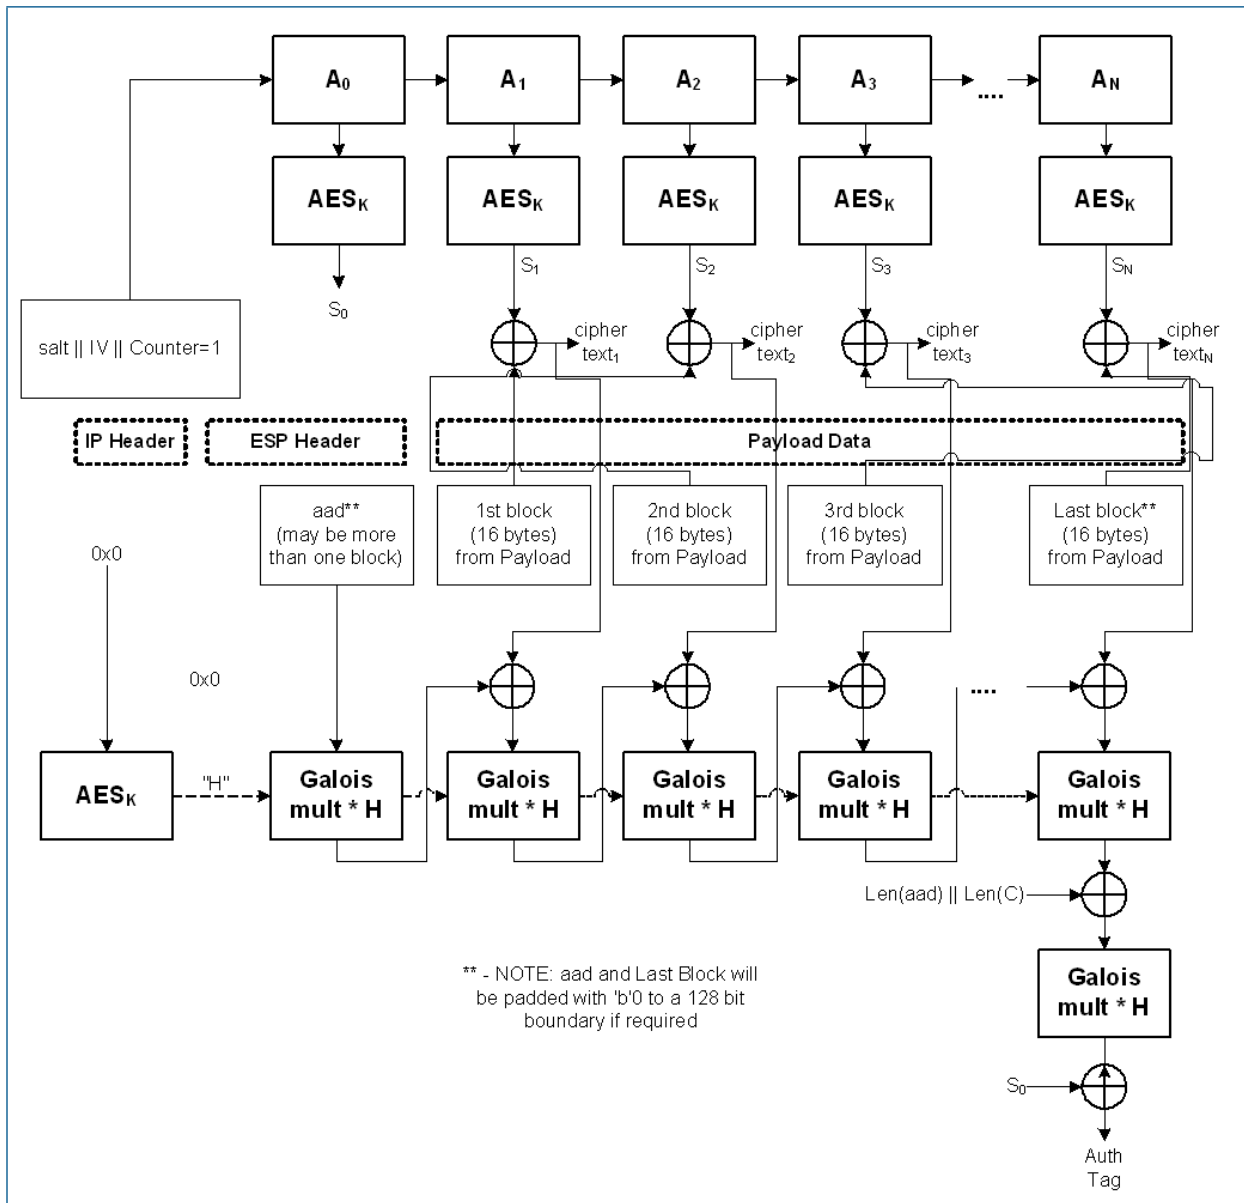 A0
A1
A2
A3
....
AN
AESK
AESK
AESK
AESK
AESK
S0
S1
S2
S3
SN
salt || IV || Counter=1
cipher
text1
cipher
text2
cipher
text3
cipher
textN
IP Header
ESP Header
Payload Data
aad**
(may be more
than one block)
1st block
(16 bytes)
from Payload
2nd block
(16 bytes)
from Payload
3rd block
(16 bytes)
from Payload
Last block**
(16 bytes)
from Payload
0x0
0x0
....
AESK
"H"
Galois
mult * H
Galois
mult * H
Galois
mult * H
Galois
mult * H
Galois
mult * H
Len(aad) || Len(C)
** - NOTE: aad and Last Block will
be padded with 'b'0 to a 128 bit
boundary if required
Galois
mult * H
S0
Auth
Tag